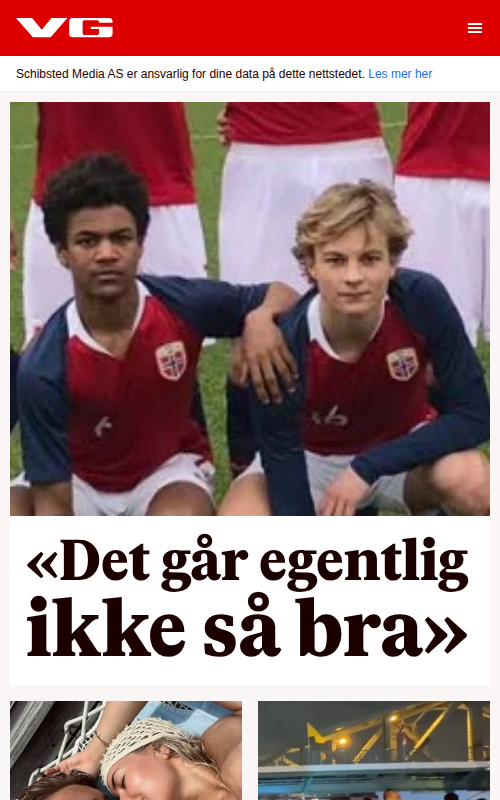 VG
Schibsted Media AS er ansvarlig for dine data på dette nettstedet. Les mer her
«Det går egentlig
ikke så bra»